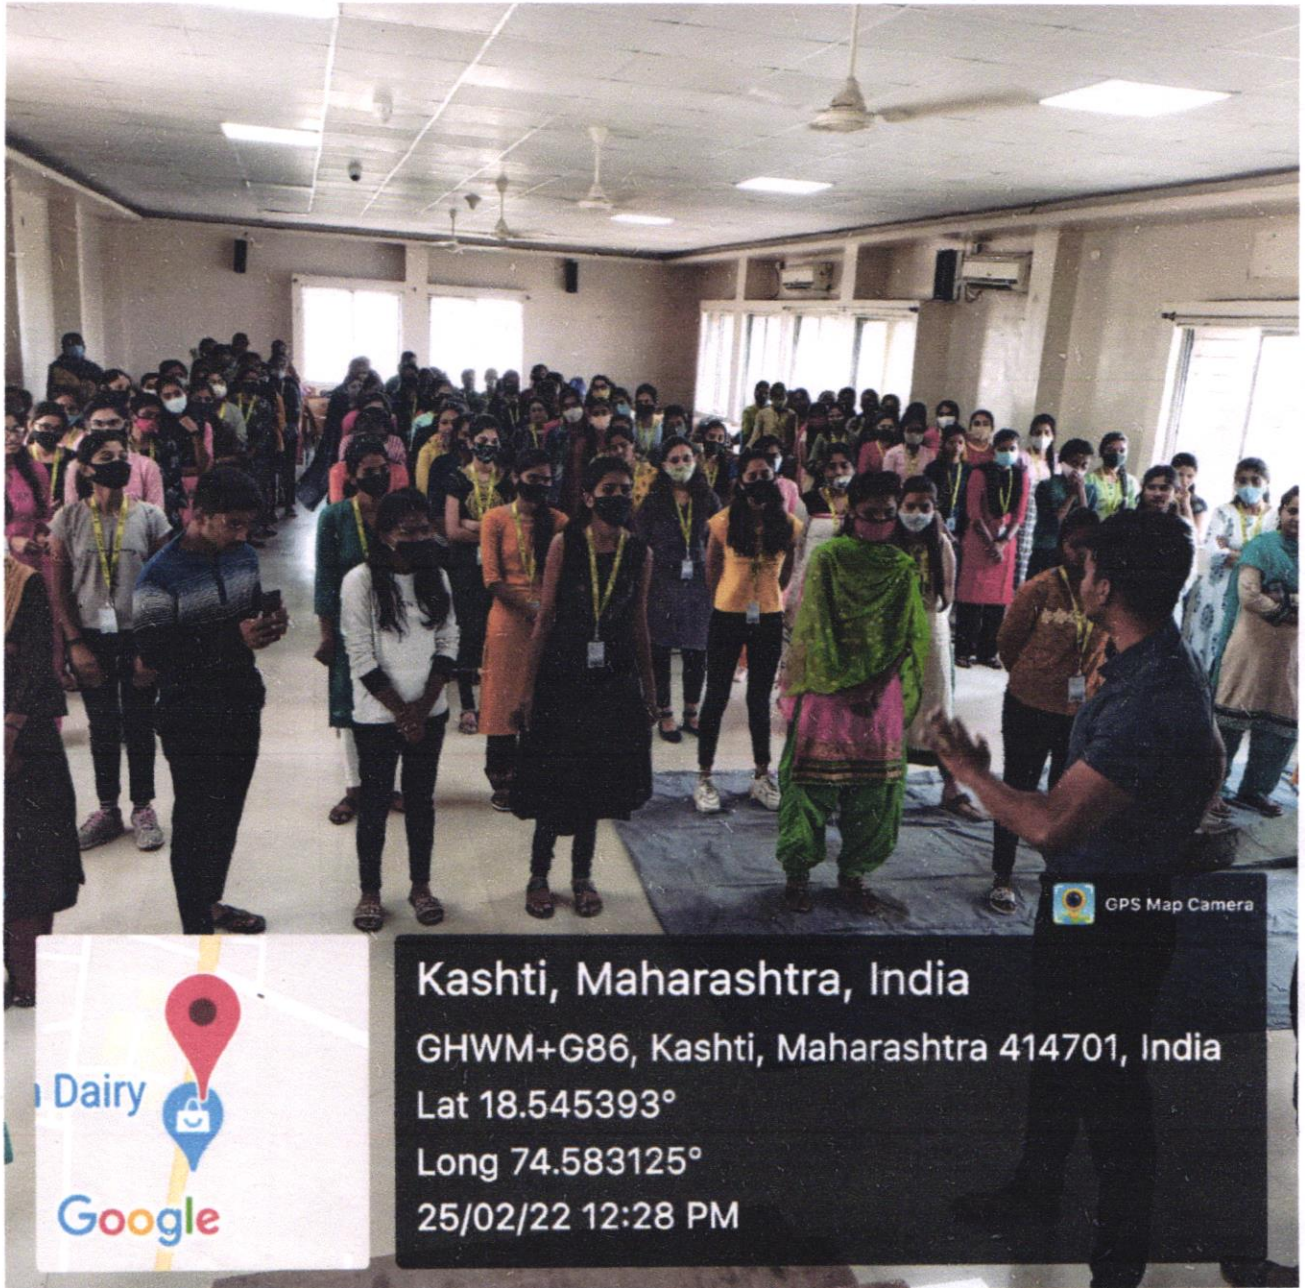 GPS Map Camera
Kashti, Maharashtra, India
GHWM+G86, Kashti, Maharashtra 414701, India
Lat 18.545393°
Long 74.583125°
25/02/22 12:28 PM
Dairy
Google